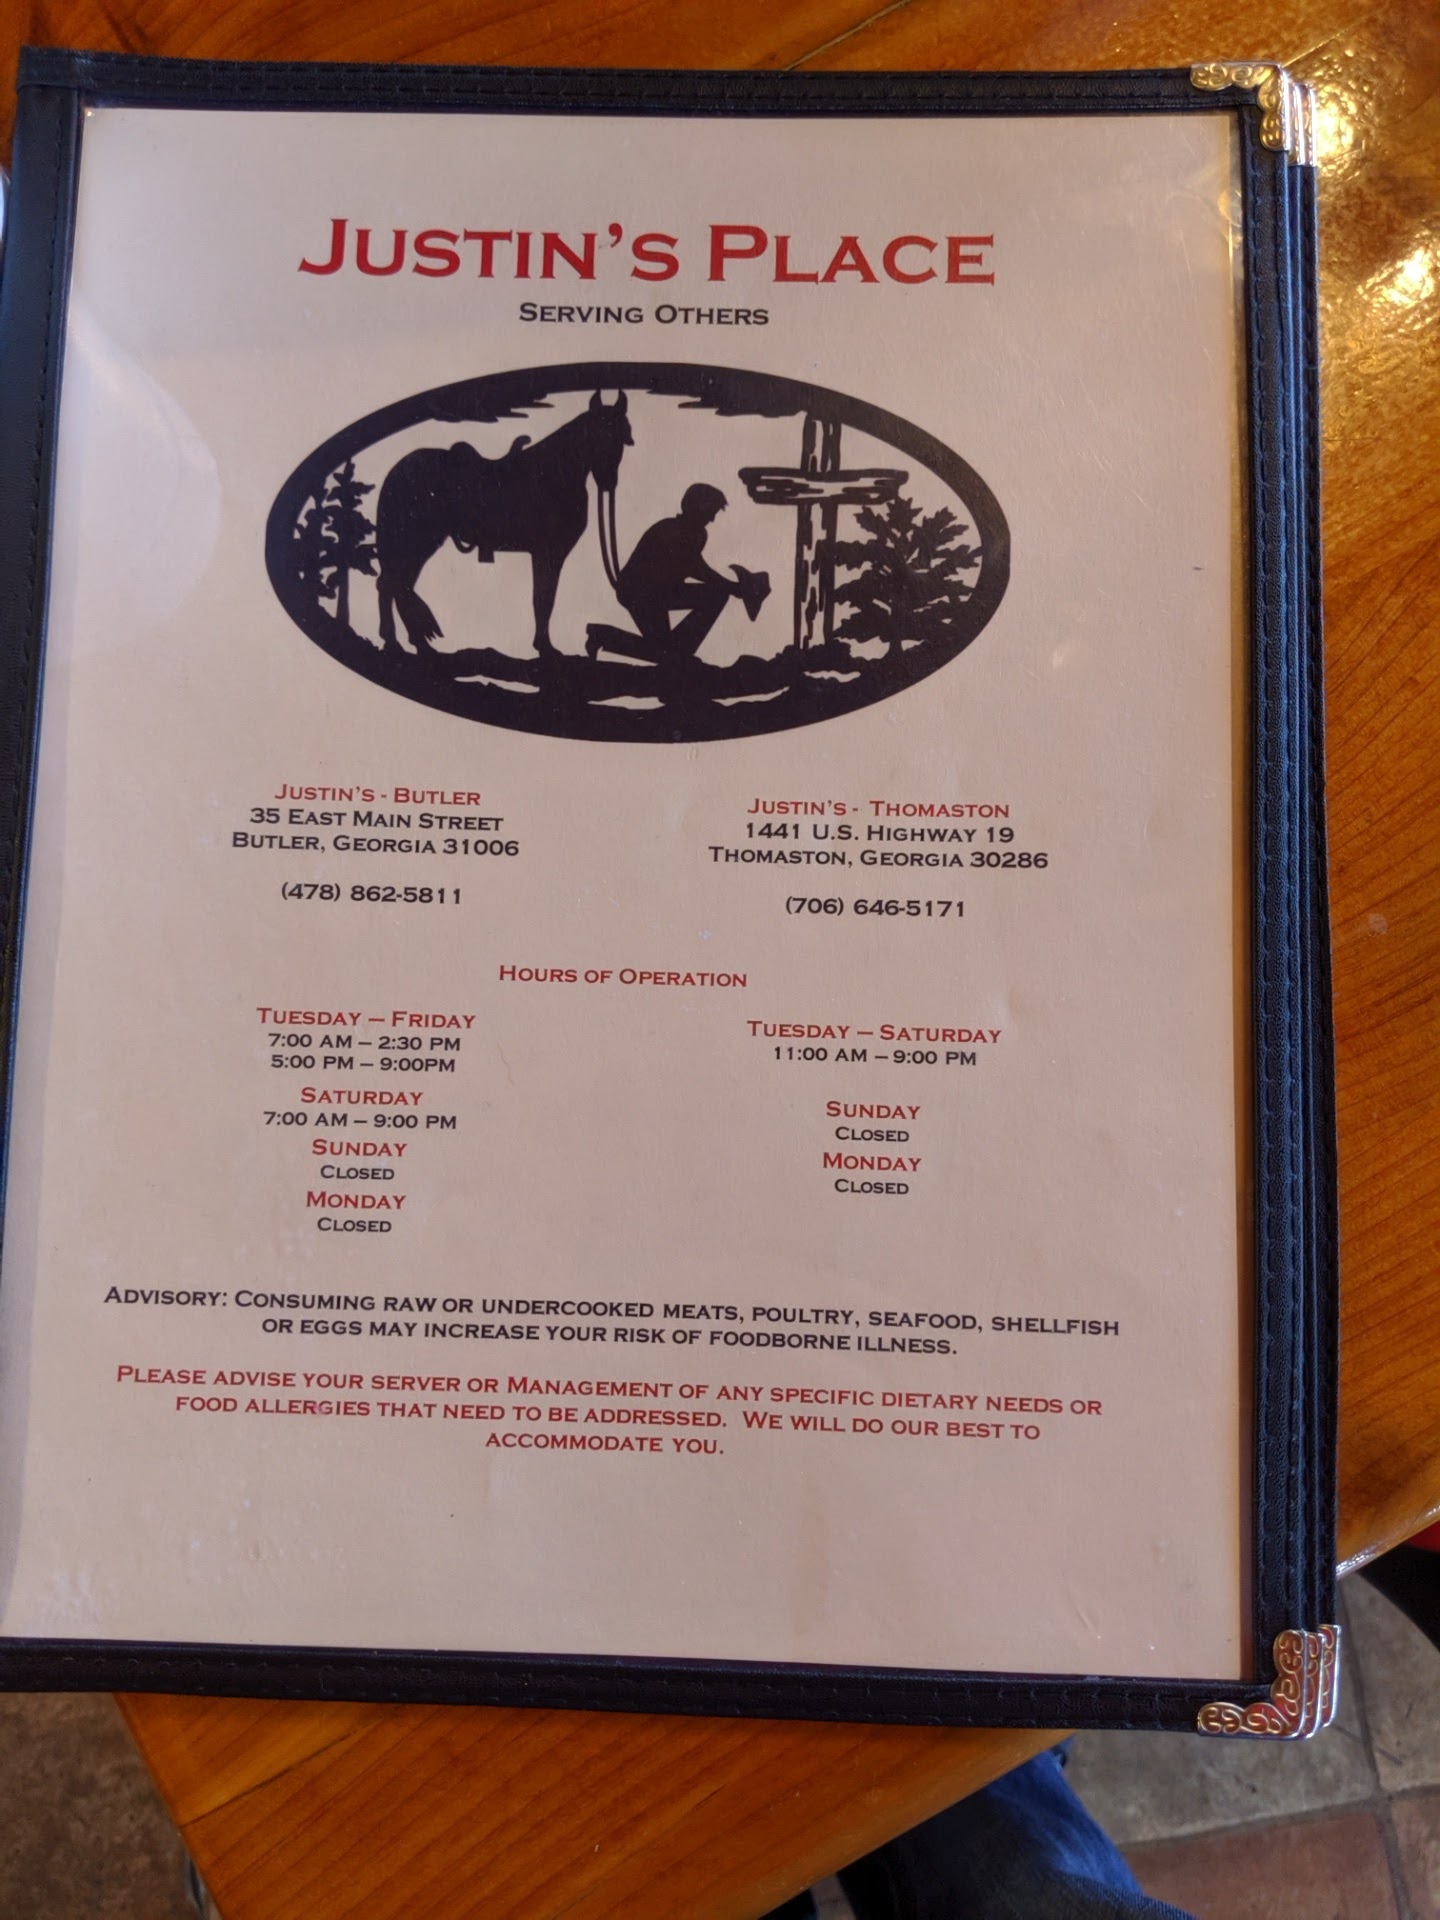 JUSTIN'S PLACE
SERVING OTHERS
JUSTIN'S - BUTLER
35 EAST MAIN STREET
BUTLER, GEORGIA 31006
(478) 862-5811
JUSTIN'S - THOMASTON
1441 U.S. HIGHWAY 19
THOMASTON, GEORGIA 30286
(706) 646-5171
HOURS OF OPERATION
TUESDAY – FRIDAY
7:00 AM – 2:30 PM
5:00 PM – 9:00PM
SATURDAY
7:00 AM – 9:00 PM
SUNDAY
CLOSED
MONDAY
CLOSED
TUESDAY – SATURDAY
11:00 AM – 9:00 PM
SUNDAY
CLOSED
MONDAY
CLOSED
ADVISORY: CONSUMING RAW OR UNDERCOOKED MEATS, POULTRY, SEAFOOD, SHELLFISH
OR EGGS MAY INCREASE YOUR RISK OF FOODBORNE ILLNESS.
PLEASE ADVISE YOUR SERVER OR MANAGEMENT OF ANY SPECIFIC DIETARY NEEDS OR
FOOD ALLERGIES THAT NEED TO BE ADDRESSED. WE WILL DO OUR BEST TO
ACCOMMODATE YOU.